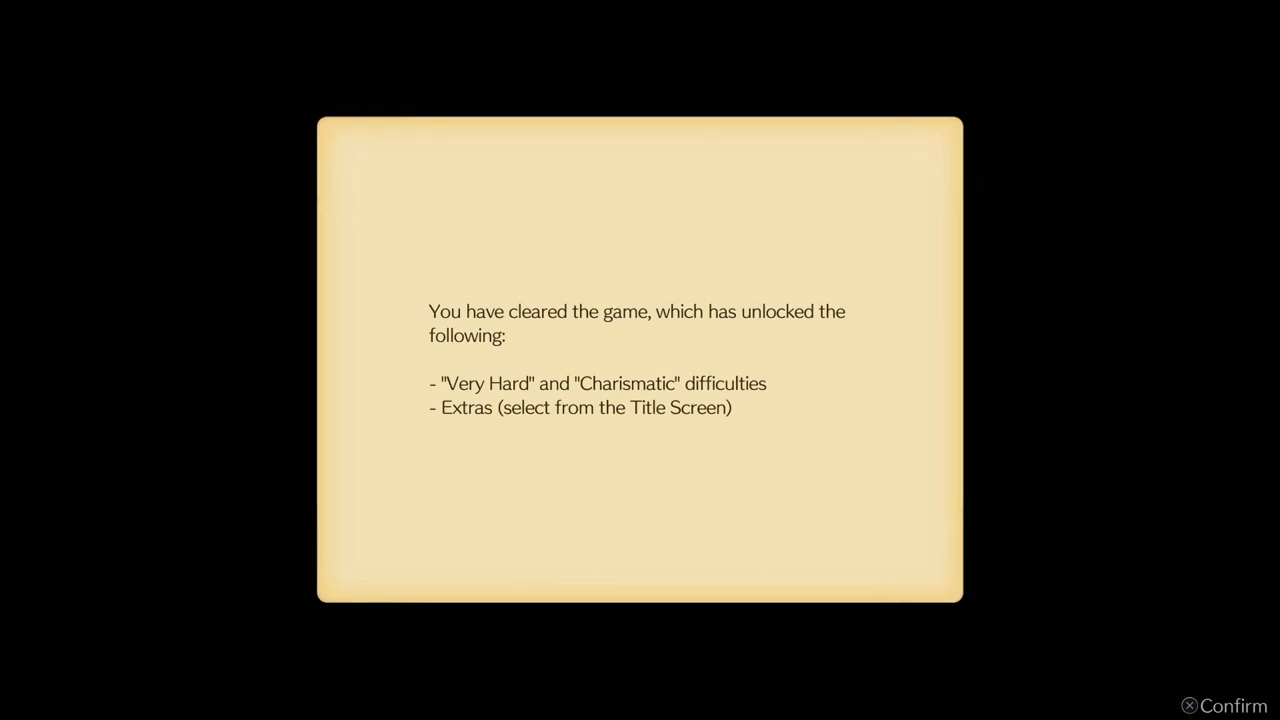 You have cleared the game, which has unlocked the
following:
- "Very Hard" and "Charismatic" difficulties
- Extras (select from the Title Screen)
Confirm